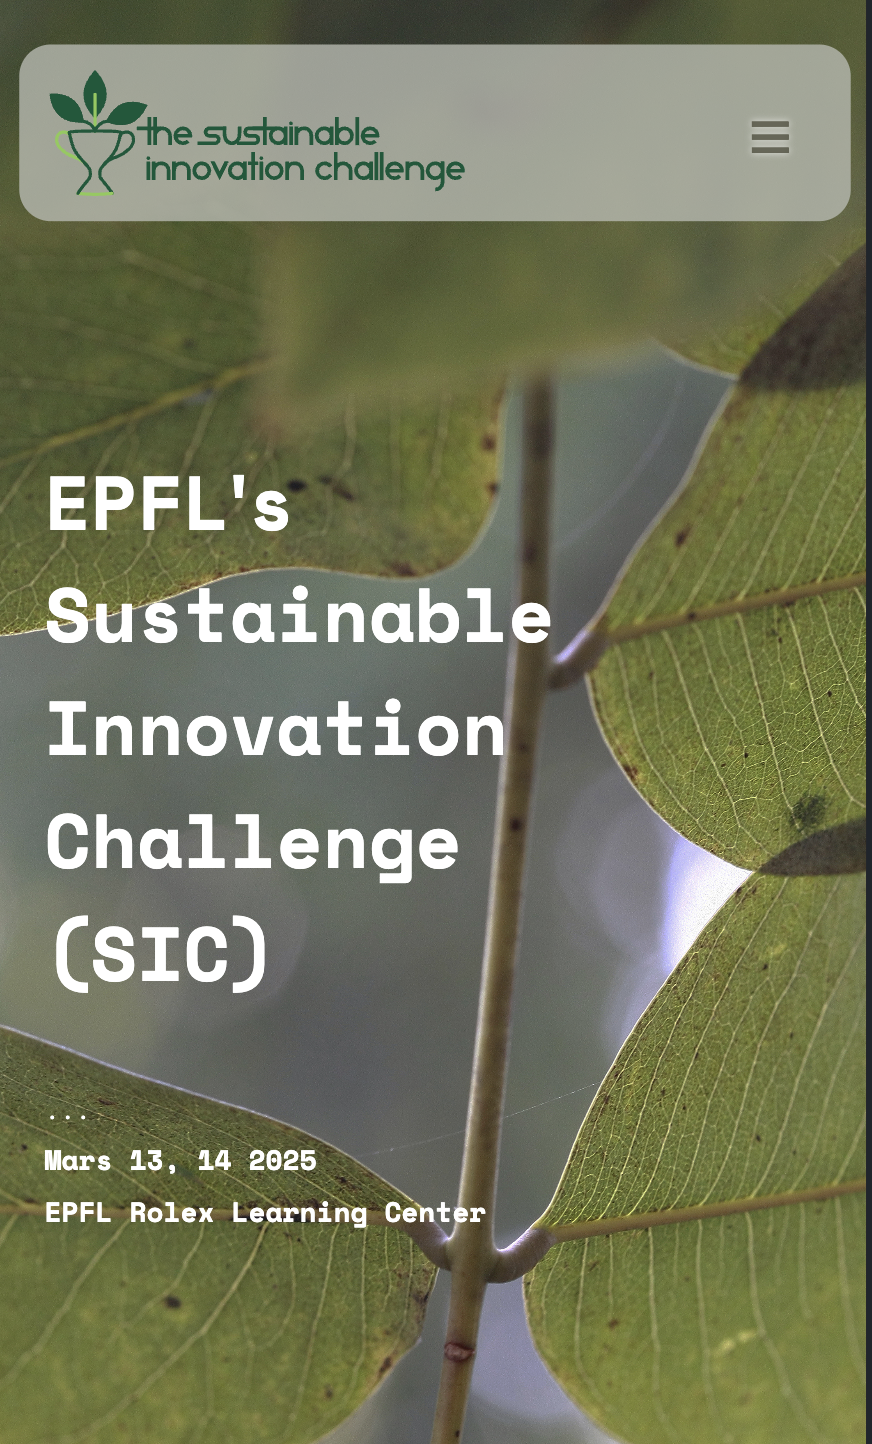 the sustainable
innovation challenge
EPFL's
Sustainable
Innovation
Challenge
(SIC)
...
Mars 13, 14 2025
EPFL Rolex Learning Center